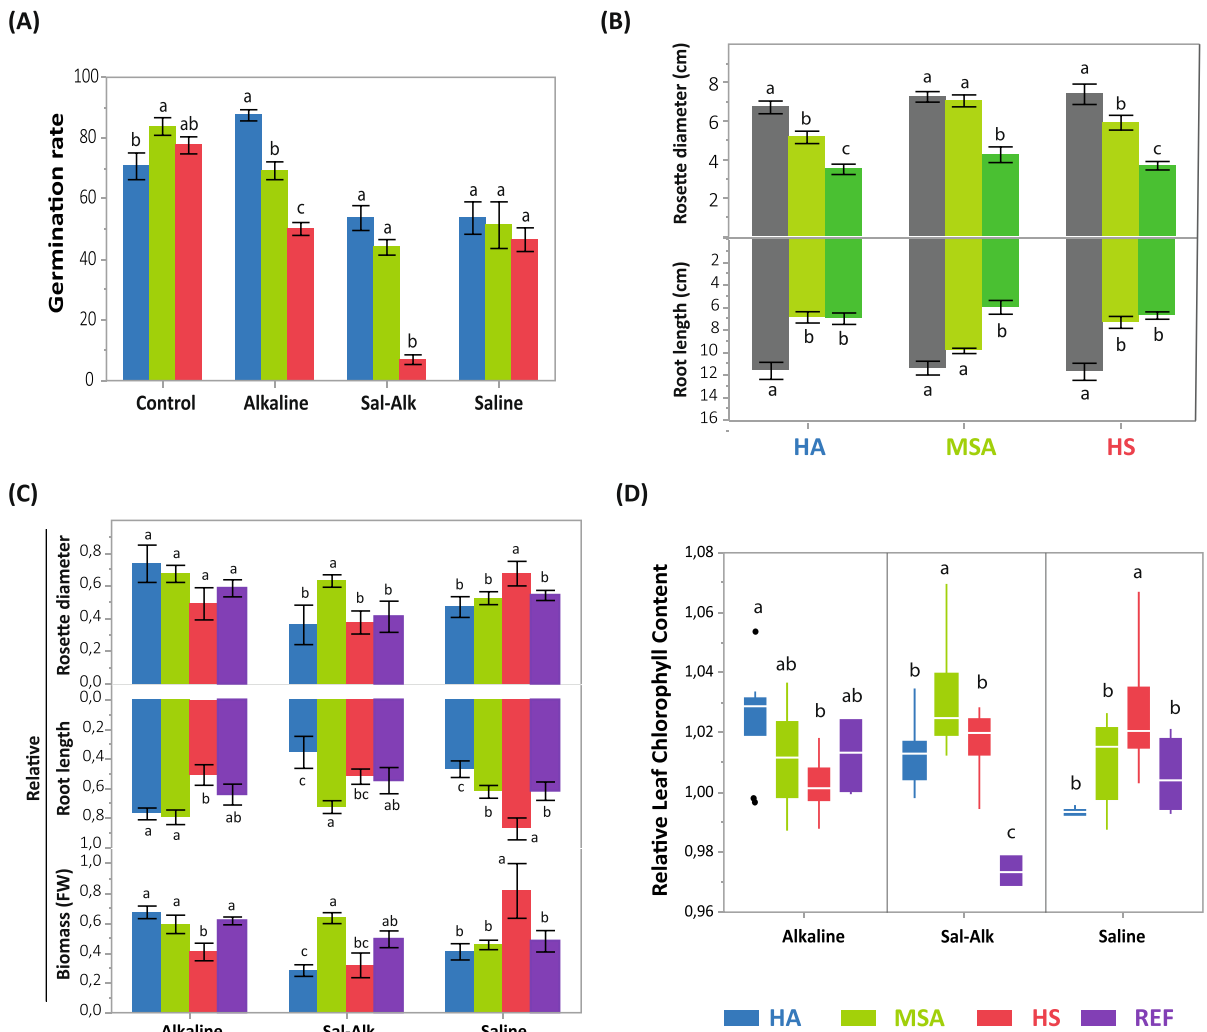 (A)
100
80
60
40
20
0
Germination rate
b
a
ab
a
b
c
a
a
b
a
a
a
Control
Alkaline
Sal-Alk
Saline
(B)
Rosette diameter (cm)
8
6
4
2
Root length (cm)
2
4
6
8
10
12
14
16
a
b
c
a
a
b
a
b
c
a
b
b
a
a
b
a
b
b
HA
MSA
HS
(C)
Relative
Rosette diameter
0,8
0,6
0,4
0,2
0,0
a
a
a
a
b
a
b
b
b
b
a
b
Root length
0,0
0,2
0,4
0,6
0,8
1,0
a
a
b
ab
c
a
bc
ab
c
b
a
b
Biomass (FW)
1,0
0,8
0,6
0,4
0,2
0,0
a
a
b
a
c
a
bc
ab
b
b
a
b
Alkaline
Sal-Alk
Saline
(D)
Relative Leaf Chlorophyll Content
1,08
1,06
1,04
1,02
1,00
0,98
0,96
a
ab
b
ab
b
a
b
c
b
b
a
b
Alkaline
Sal-Alk
Saline
HA
MSA
HS
REF